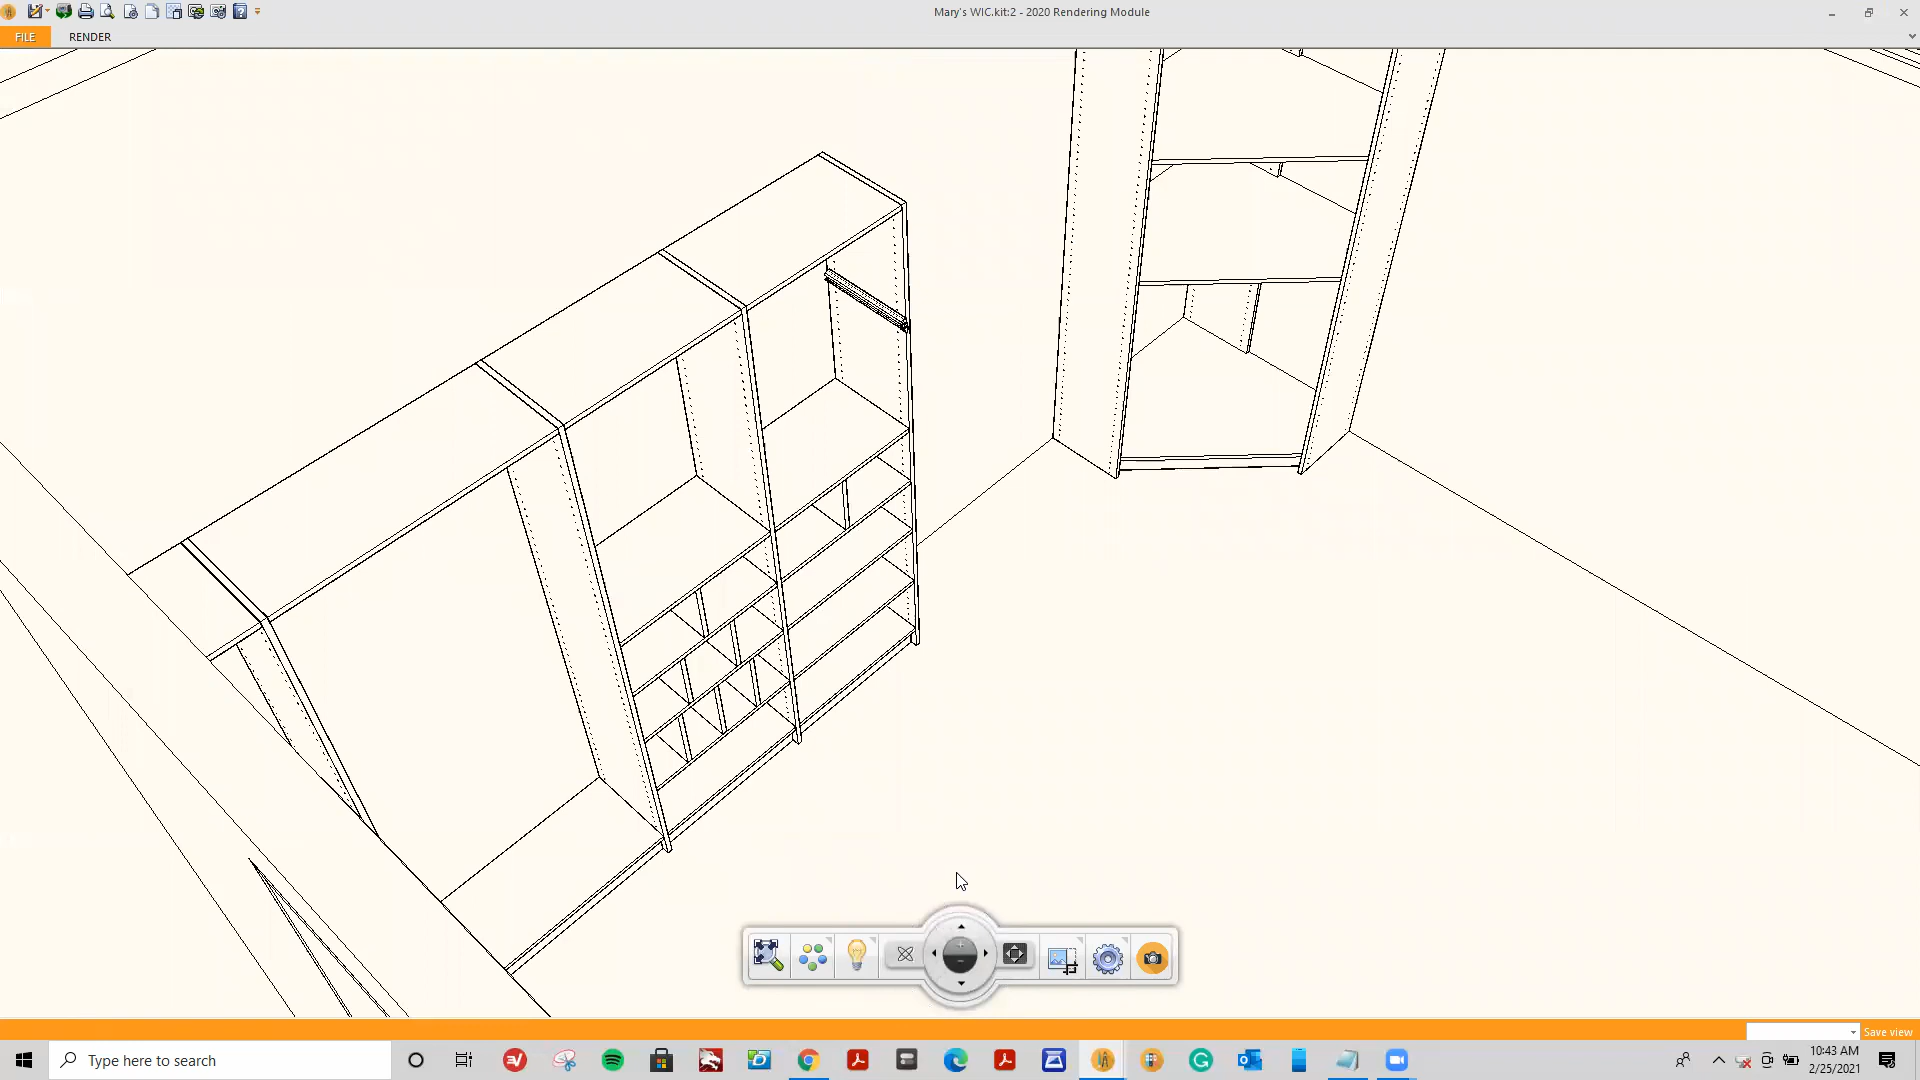 Mary's WIC.kit:2 - 2020 Rendering Module
FILE RENDER
Save view
Type here to search
10:43 AM
2/25/2021